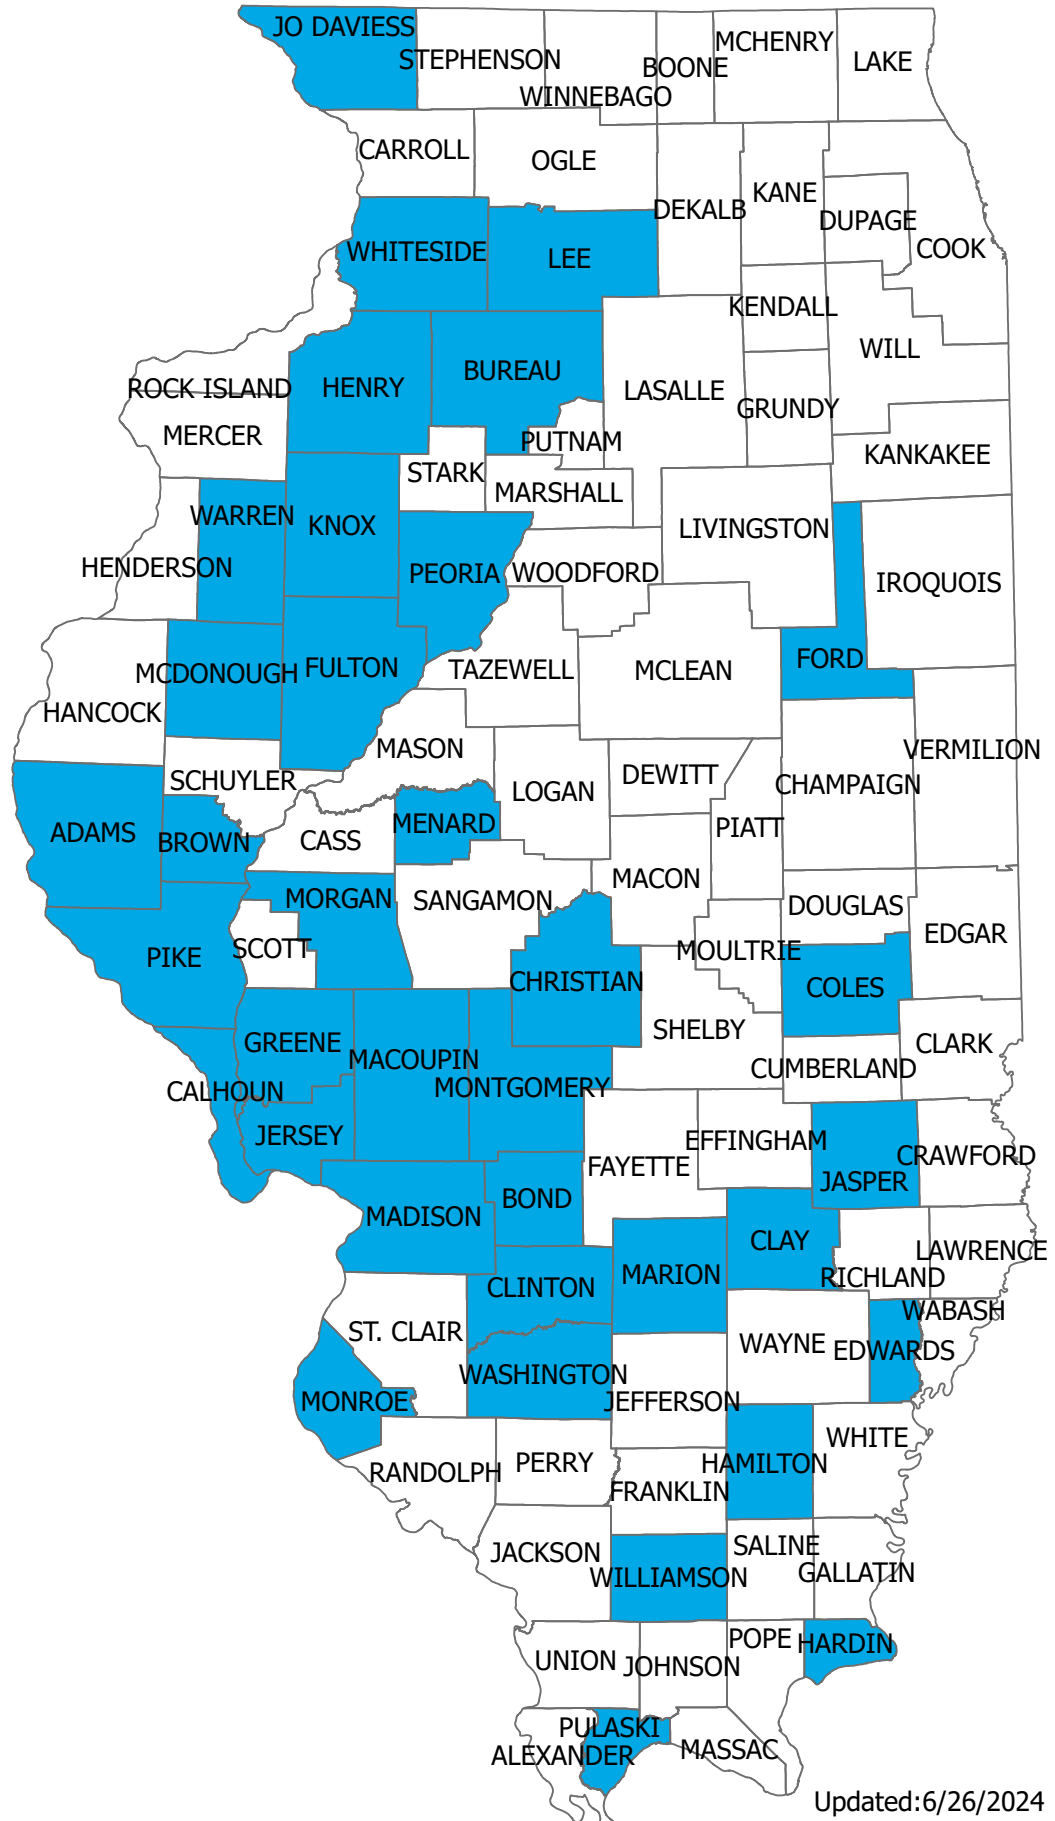 JO DAVIESS
STEPHENSON
WINNEBAGO
BOONE
MCHENRY
LAKE
CARROLL
OGLE
DEKALB
KANE
DUPAGE
COOK
WHITESIDE
LEE
KENDALL
WILL
ROCK ISLAND
HENRY
BUREAU
LASALLE
GRUNDY
MERCER
PUTNAM
KANKAKEE
STARK
MARSHALL
WARREN
KNOX
LIVINGSTON
HENDERSON
PEORIA
WOODFORD
IROQUOIS
MCDONOUGH
FULTON
TAZEWELL
MCLEAN
FORD
HANCOCK
MASON
VERMILION
SCHUYLER
LOGAN
DEWITT
CHAMPAIGN
ADAMS
BROWN
CASS
MENARD
PIATT
MORGAN
SANGAMON
MACON
DOUGLAS
EDGAR
PIKE
SCOTT
CHRISTIAN
MOULTRIE
COLES
GREENE
MACOUPIN
SHELBY
CLARK
CALHOUN
MONTGOMERY
CUMBERLAND
JERSEY
FAYETTE
EFFINGHAM
JASPER
CRAWFORD
MADISON
BOND
CLAY
LAWRENCE
CLINTON
MARION
RICHLAND
WABASH
ST. CLAIR
WAYNE
EDWARDS
MONROE
WASHINGTON
JEFFERSON
WHITE
RANDOLPH
PERRY
HAMILTON
FRANKLIN
JACKSON
WILLIAMSON
SALINE
GALLATIN
UNION
JOHNSON
POPE
HARDIN
PULASKI
ALEXANDER
MASSAC
Updated:6/26/2024